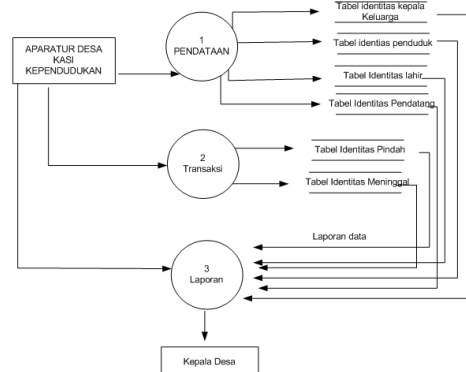 Tabel identitas kepala
Keluarga
1
PENDATAAN
APARATUR DESA
KASI
KEPENDUDUKAN
Tabel identias penduduk
Tabel Identitas lahir
Tabel Identitas Pendatang
2
Transaksi
Tabel Identitas Pindah
Tabel Identitas Meninggal
Laporan data
3
Laporan
Kepala Desa